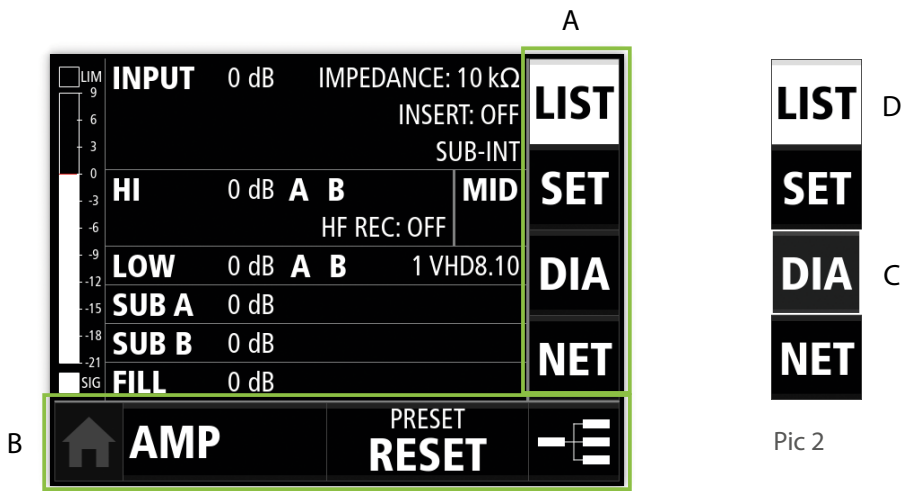 A
LIM
9
6
3
0
-3
-6
-9
-12
-15
-18
-21
SIG
INPUT 0 dB IMPEDANCE: 10 kΩ
INSERT: OFF
SUB-INT
HI 0 dB A B MID
HF REC: OFF
LOW 0 dB A B 1 VHD8.10
SUB A 0 dB
SUB B 0 dB
FILL 0 dB
LIST
SET
DIA
NET
B
AMP
PRESET
RESET
LIST D
SET
DIA C
NET
Pic 2